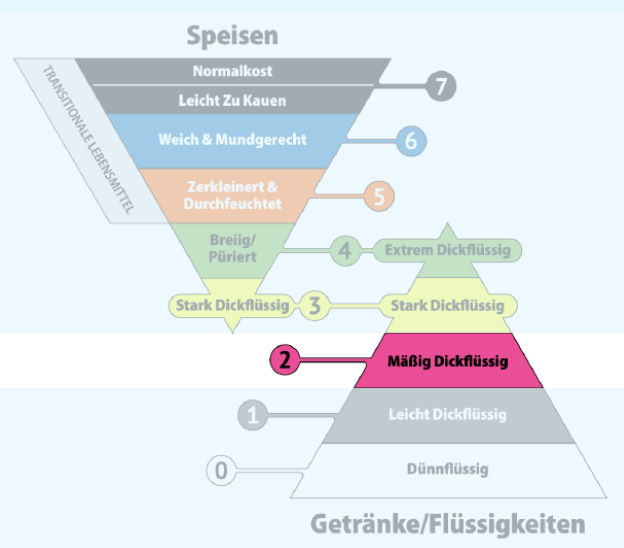 Speisen
Normalkost
Leicht Zu Kauen
7
TRANSITIONALE LEBENSMITTEL
Weich & Mundgerecht
6
Zerkleinert &
Durchfeuchtet
5
Breiig/
Püriert
4
Extrem Dickflüssig
Stark Dickflüssig
3
Stark Dickflüssig
2
Mäßig Dickflüssig
1
Leicht Dickflüssig
0
Dünnflüssig
Getränke/Flüssigkeiten